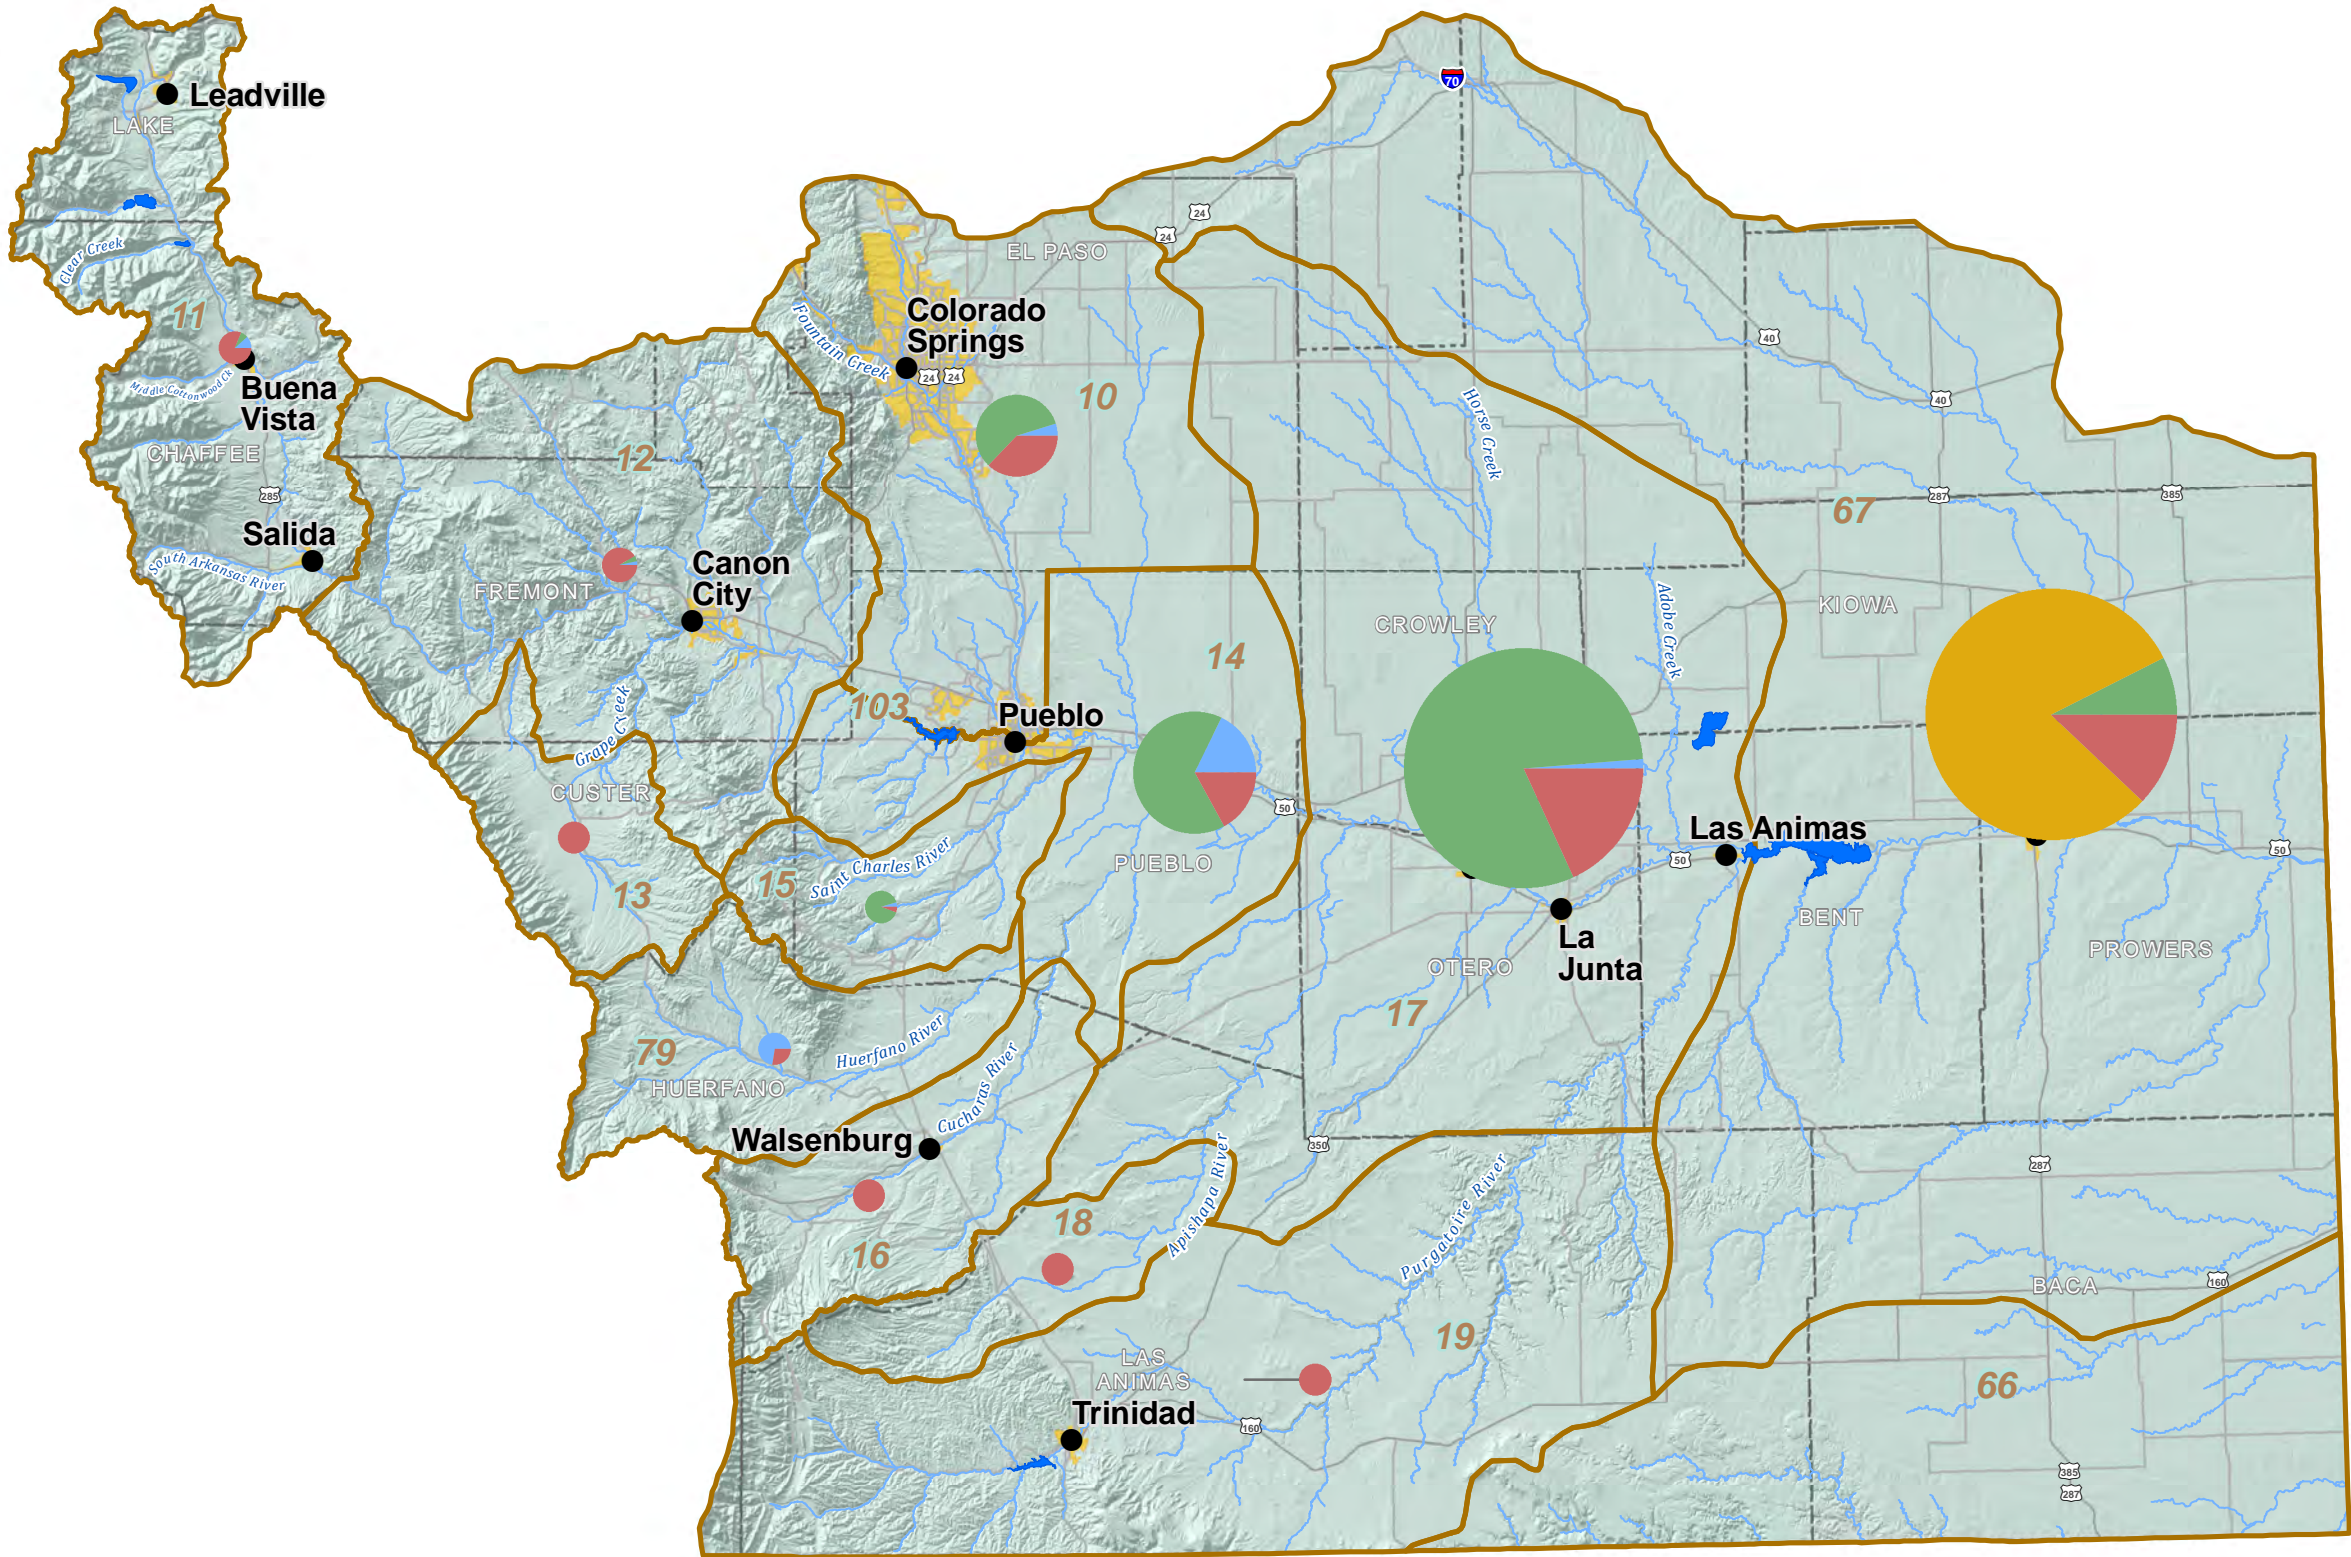 70
Leadville
LAKE
24
24
Clear Creek
EL PASO
11
Colorado
Springs
Fountain Creek
24
24
40
Middle Cottonwood Ck
Buena
Vista
10
Horse Creek
40
CHAFFEE
12
285
67
287
385
Salida
South Arkansas River
Canon
City
FREMONT
Adobe Creek
KIOWA
CROWLEY
14
103
Pueblo
Grape Creek
CUSTER
50
Las Animas
50
50
Saint Charles River
PUEBLO
15
13
BENT
La
Junta
PROWERS
OTERO
17
Huerfano River
79
HUERFANO
Cucharas River
Walsenburg
350
Apishapa River
287
Purgatoire River
18
16
160
BACA
19
LAS
ANIMAS
66
Trinidad
160
385
287